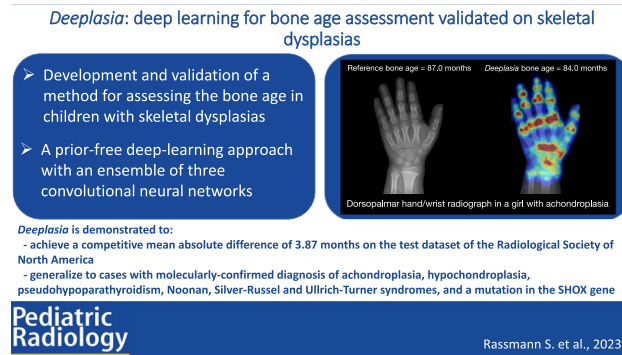 Deeplasia: deep learning for bone age assessment validated on skeletal
dysplasias
➢ Development and validation of a
method for assessing the bone age in
children with skeletal dysplasias
➢ A prior-free deep-learning approach
with an ensemble of three
convolutional neural networks
Reference bone age = 87.0 months
Deeplasia bone age = 84.0 months
Dorsopalmar hand/wrist radiograph in a girl with achondroplasia
Deeplasia is demonstrated to:
- achieve a competitive mean absolute difference of 3.87 months on the test dataset of the Radiological Society of
North America
- generalize to cases with molecularly-confirmed diagnosis of achondroplasia, hypochondroplasia,
pseudohypoparathyroidism, Noonan, Silver-Russel and Ullrich-Turner syndromes, and a mutation in the SHOX gene
Pediatric
Radiology
Rassmann S. et al., 2023